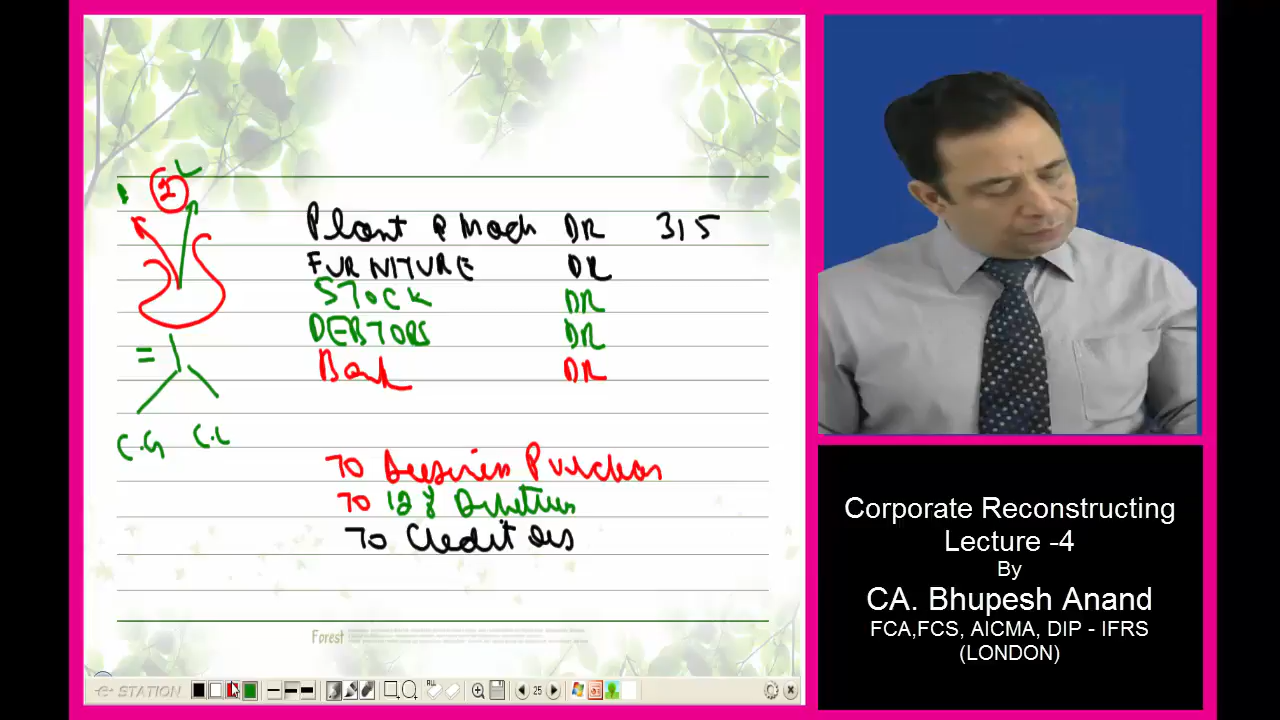 L
1
Plant & Mach DR 315
FURNITURE DR
STOCK DR
DEBTORS DR
Bank DR
=
C.G C.L
TO Business Purchase
TO 12%
TO Creditors
Forest
e-STATION
25
Corporate Reconstructing
Lecture -4
By
CA. Bhupesh Anand
FCA,FCS, AICMA, DIP - IFRS
(LONDON)